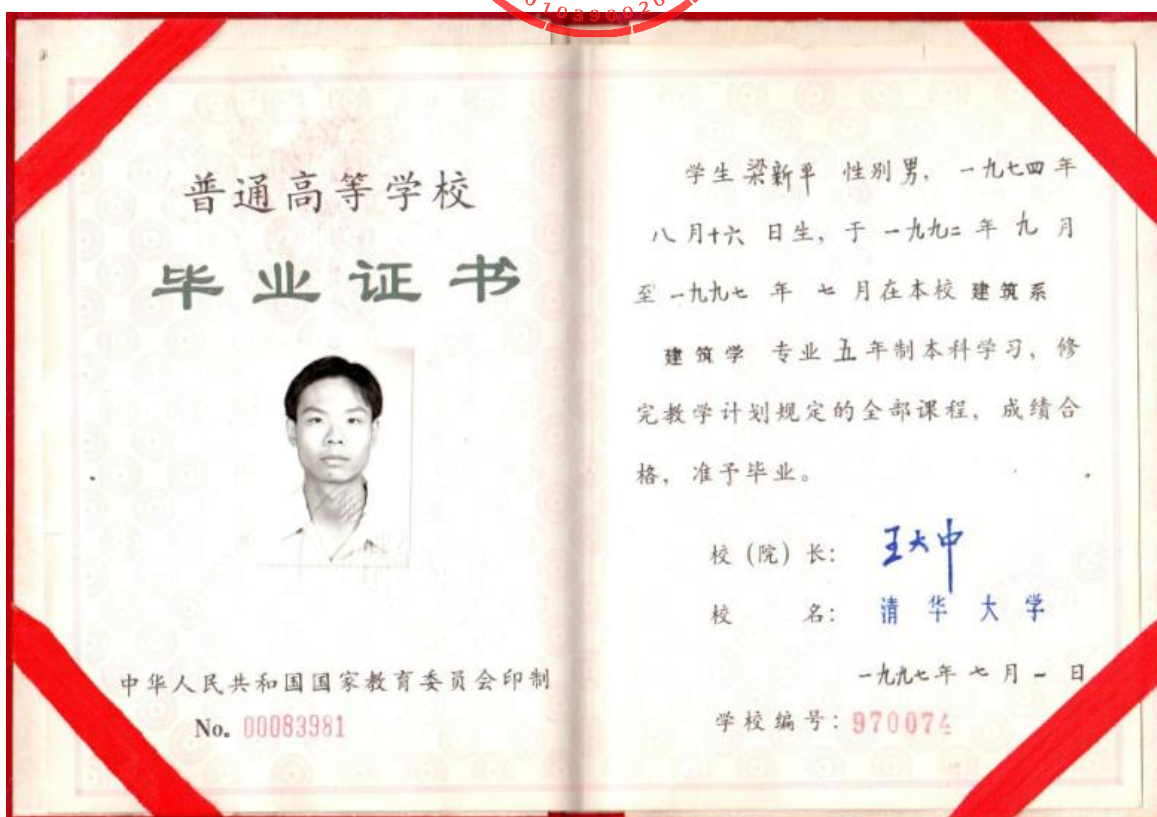 普通高等学校
毕业证书
中华人民共和国国家教育委员会印制
No. 00083981
学生梁新平 性别男，一九七四年
八月十六日生，于一九九二年九月
至一九九七年七月在本校建筑系
建筑学 专业五年制本科学习，修
完教学计划规定的全部课程，成绩合
格，准予毕业。
校（院）长： 王大中
校 名： 清华大学
一九九七年七月一日
学校编号：970074